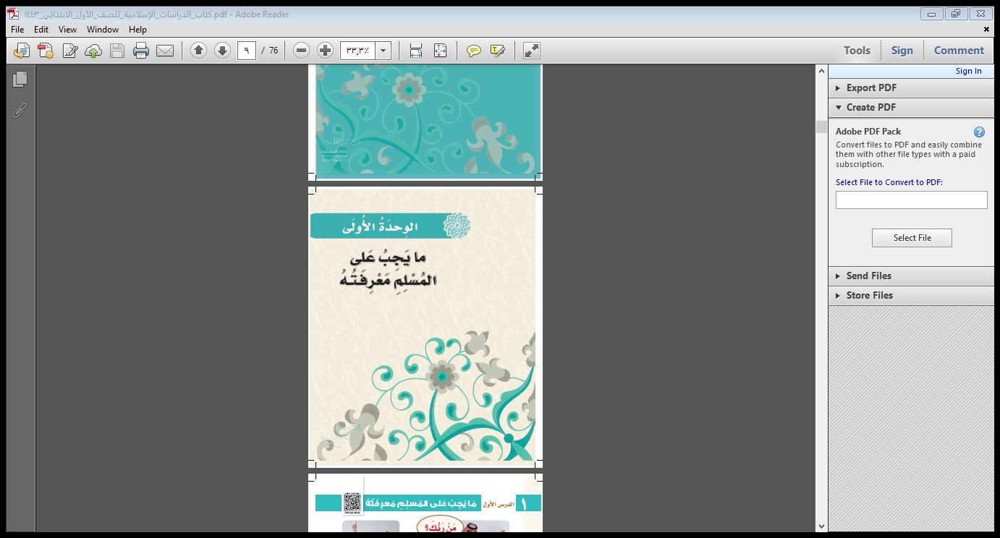 كتاب_الدراسات_الإسلامية_للصف_الأول_الابتدائي_١٤٤٣.pdf - Adobe Reader
File Edit View Window Help
٩ / 76
٣٣٫٣٪
Tools Sign Comment
Sign In
Export PDF
Create PDF
Adobe PDF Pack
Convert files to PDF and easily combine
them with other file types with a paid
subscription.
Select File to Convert to PDF:
Select File
Send Files
Store Files
الوِحدَةُ الأُولَى
ما يَجِبُ عَلى
المُسْلِمِ مَعْرِفَتُـهُ
١ الدرس الأول مَا يَجِبُ عَلى المُسلِمِ مَعرِفَتُهُ
مَنْ رَبُّكَ؟